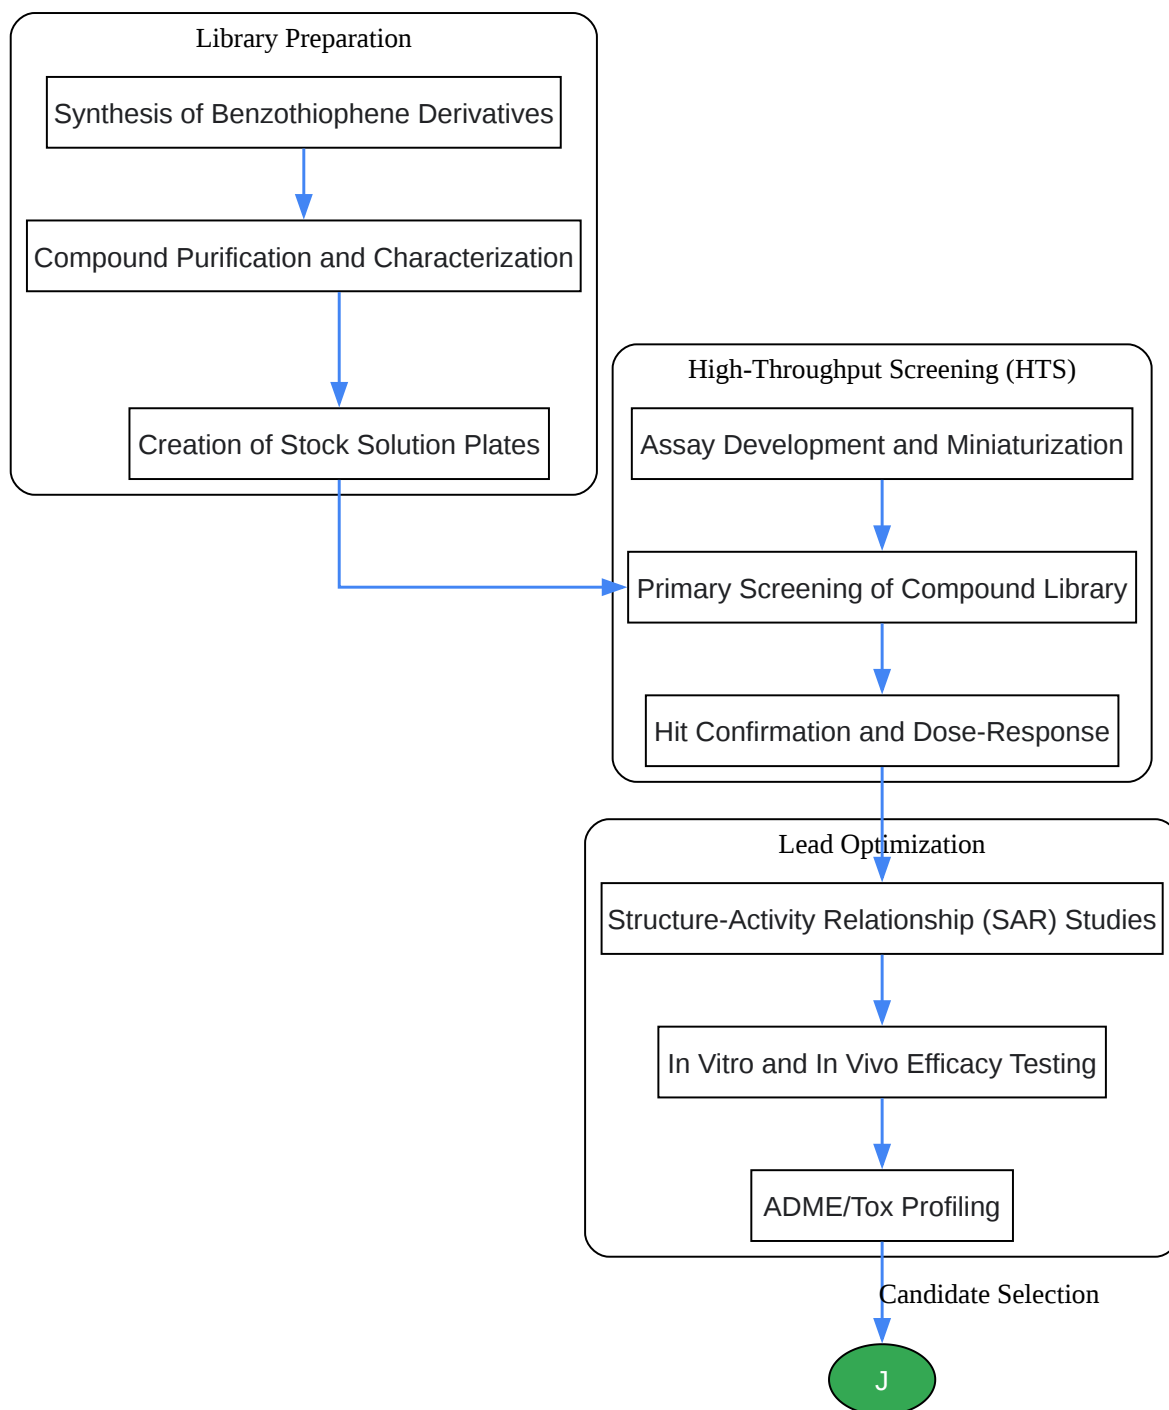 Library Preparation
Synthesis of Benzothiophene Derivatives
Compound Purification and Characterization
Creation of Stock Solution Plates
High-Throughput Screening (HTS)
Assay Development and Miniaturization
Primary Screening of Compound Library
Hit Confirmation and Dose-Response
Lead Optimization
Structure-Activity Relationship (SAR) Studies
In Vitro and In Vivo Efficacy Testing
ADME/Tox Profiling
Candidate Selection
J